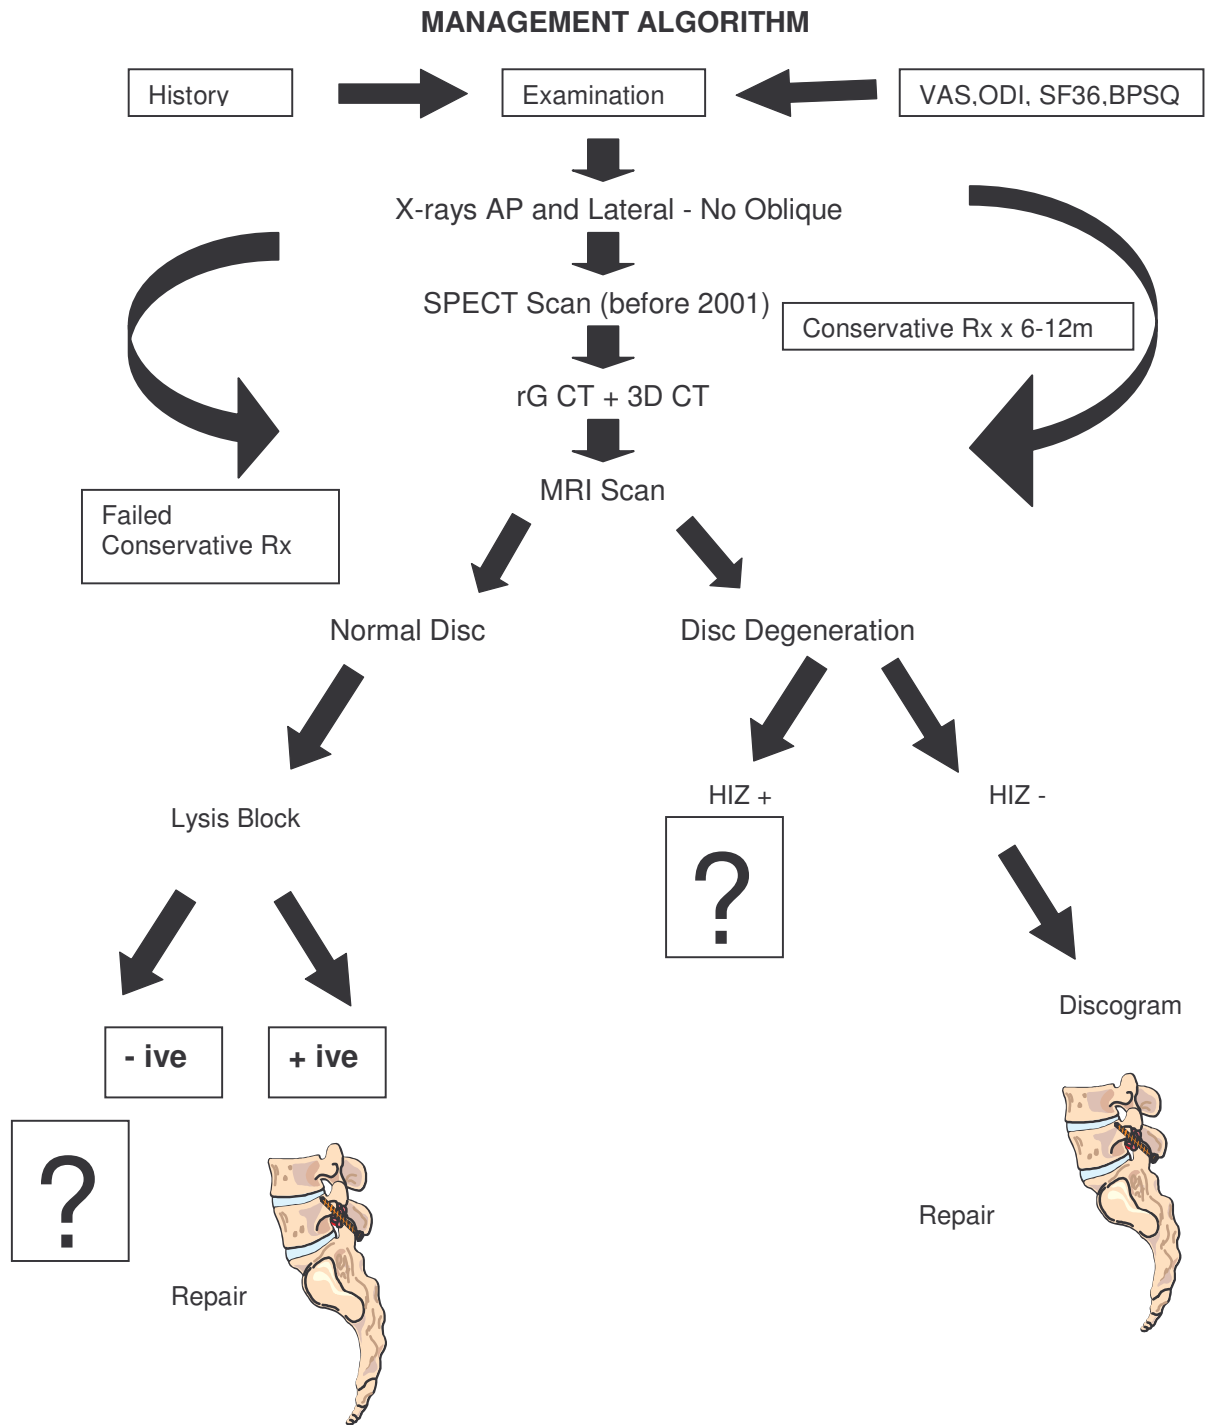 MANAGEMENT ALGORITHM
History
Examination
VAS,ODI, SF36,BPSQ
X-rays AP and Lateral - No Oblique
SPECT Scan (before 2001)
Conservative Rx x 6-12m
rG CT + 3D CT
MRI Scan
Failed
Conservative Rx
Normal Disc
Disc Degeneration
HIZ +
HIZ -
Lysis Block
?
Discogram
- ive
+ ive
?
Repair
Repair